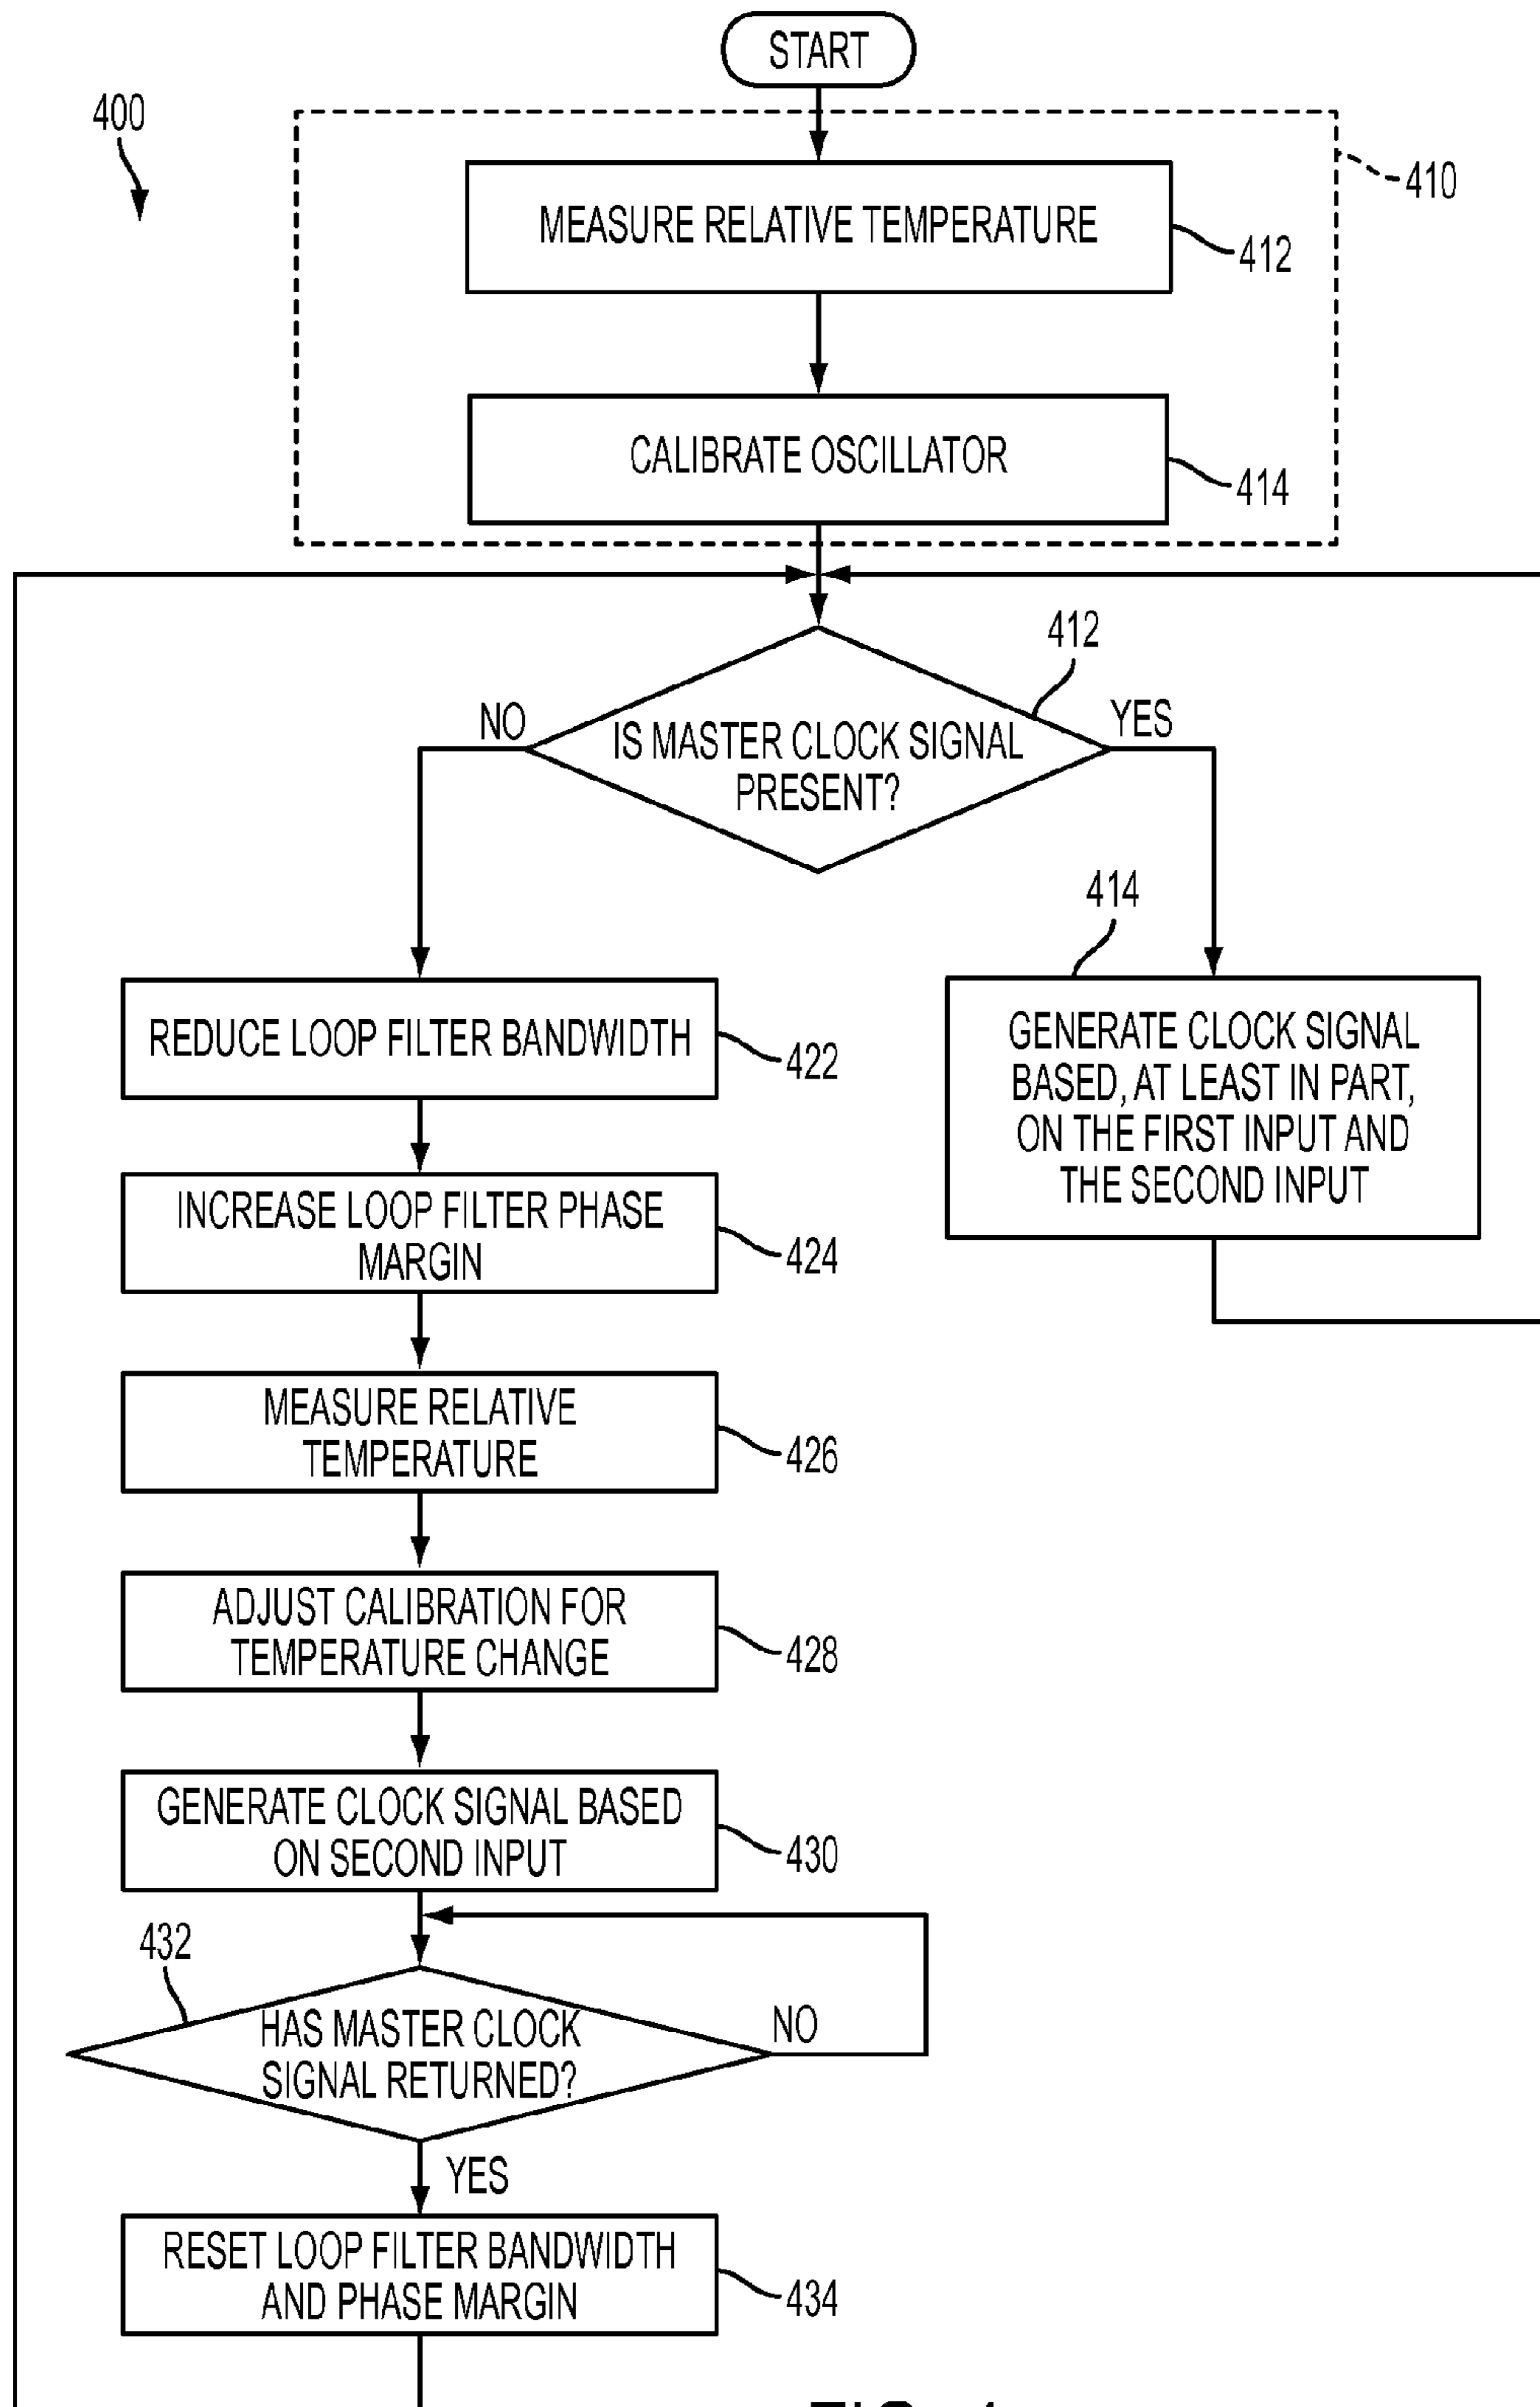 START
400
410
MEASURE RELATIVE TEMPERATURE
412
CALIBRATE OSCILLATOR
414
412
NO
YES
IS MASTER CLOCK SIGNAL
PRESENT?
414
REDUCE LOOP FILTER BANDWIDTH
422
GENERATE CLOCK SIGNAL
BASED, AT LEAST IN PART,
ON THE FIRST INPUT AND
THE SECOND INPUT
INCREASE LOOP FILTER PHASE
MARGIN
424
MEASURE RELATIVE
TEMPERATURE
426
ADJUST CALIBRATION FOR
TEMPERATURE CHANGE
428
GENERATE CLOCK SIGNAL BASED
ON SECOND INPUT
430
432
HAS MASTER CLOCK
SIGNAL RETURNED?
NO
YES
RESET LOOP FILTER BANDWIDTH
AND PHASE MARGIN
434